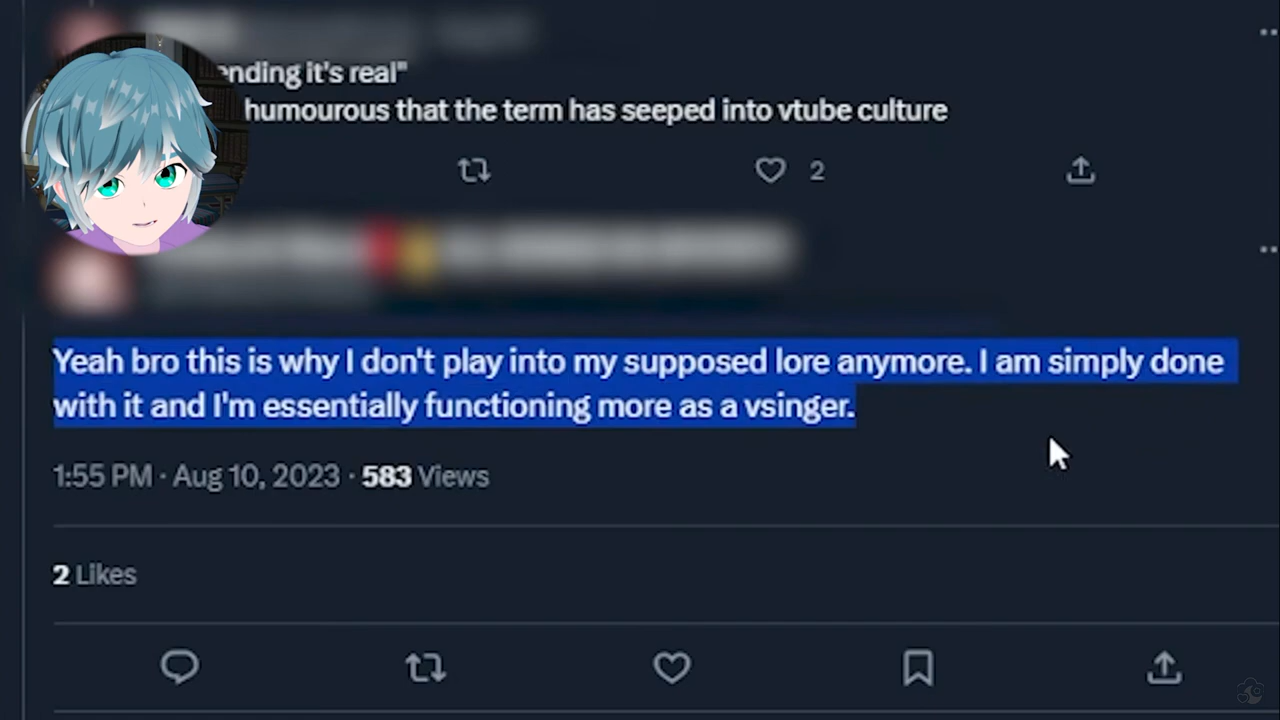 ending it's real"
humourous that the term has seeped into vtube culture
2
Yeah bro this is why I don't play into my supposed lore anymore. I am simply done
with it and I'm essentially functioning more as a vsinger.
1:55 PM · Aug 10, 2023 · 583 Views
2 Likes